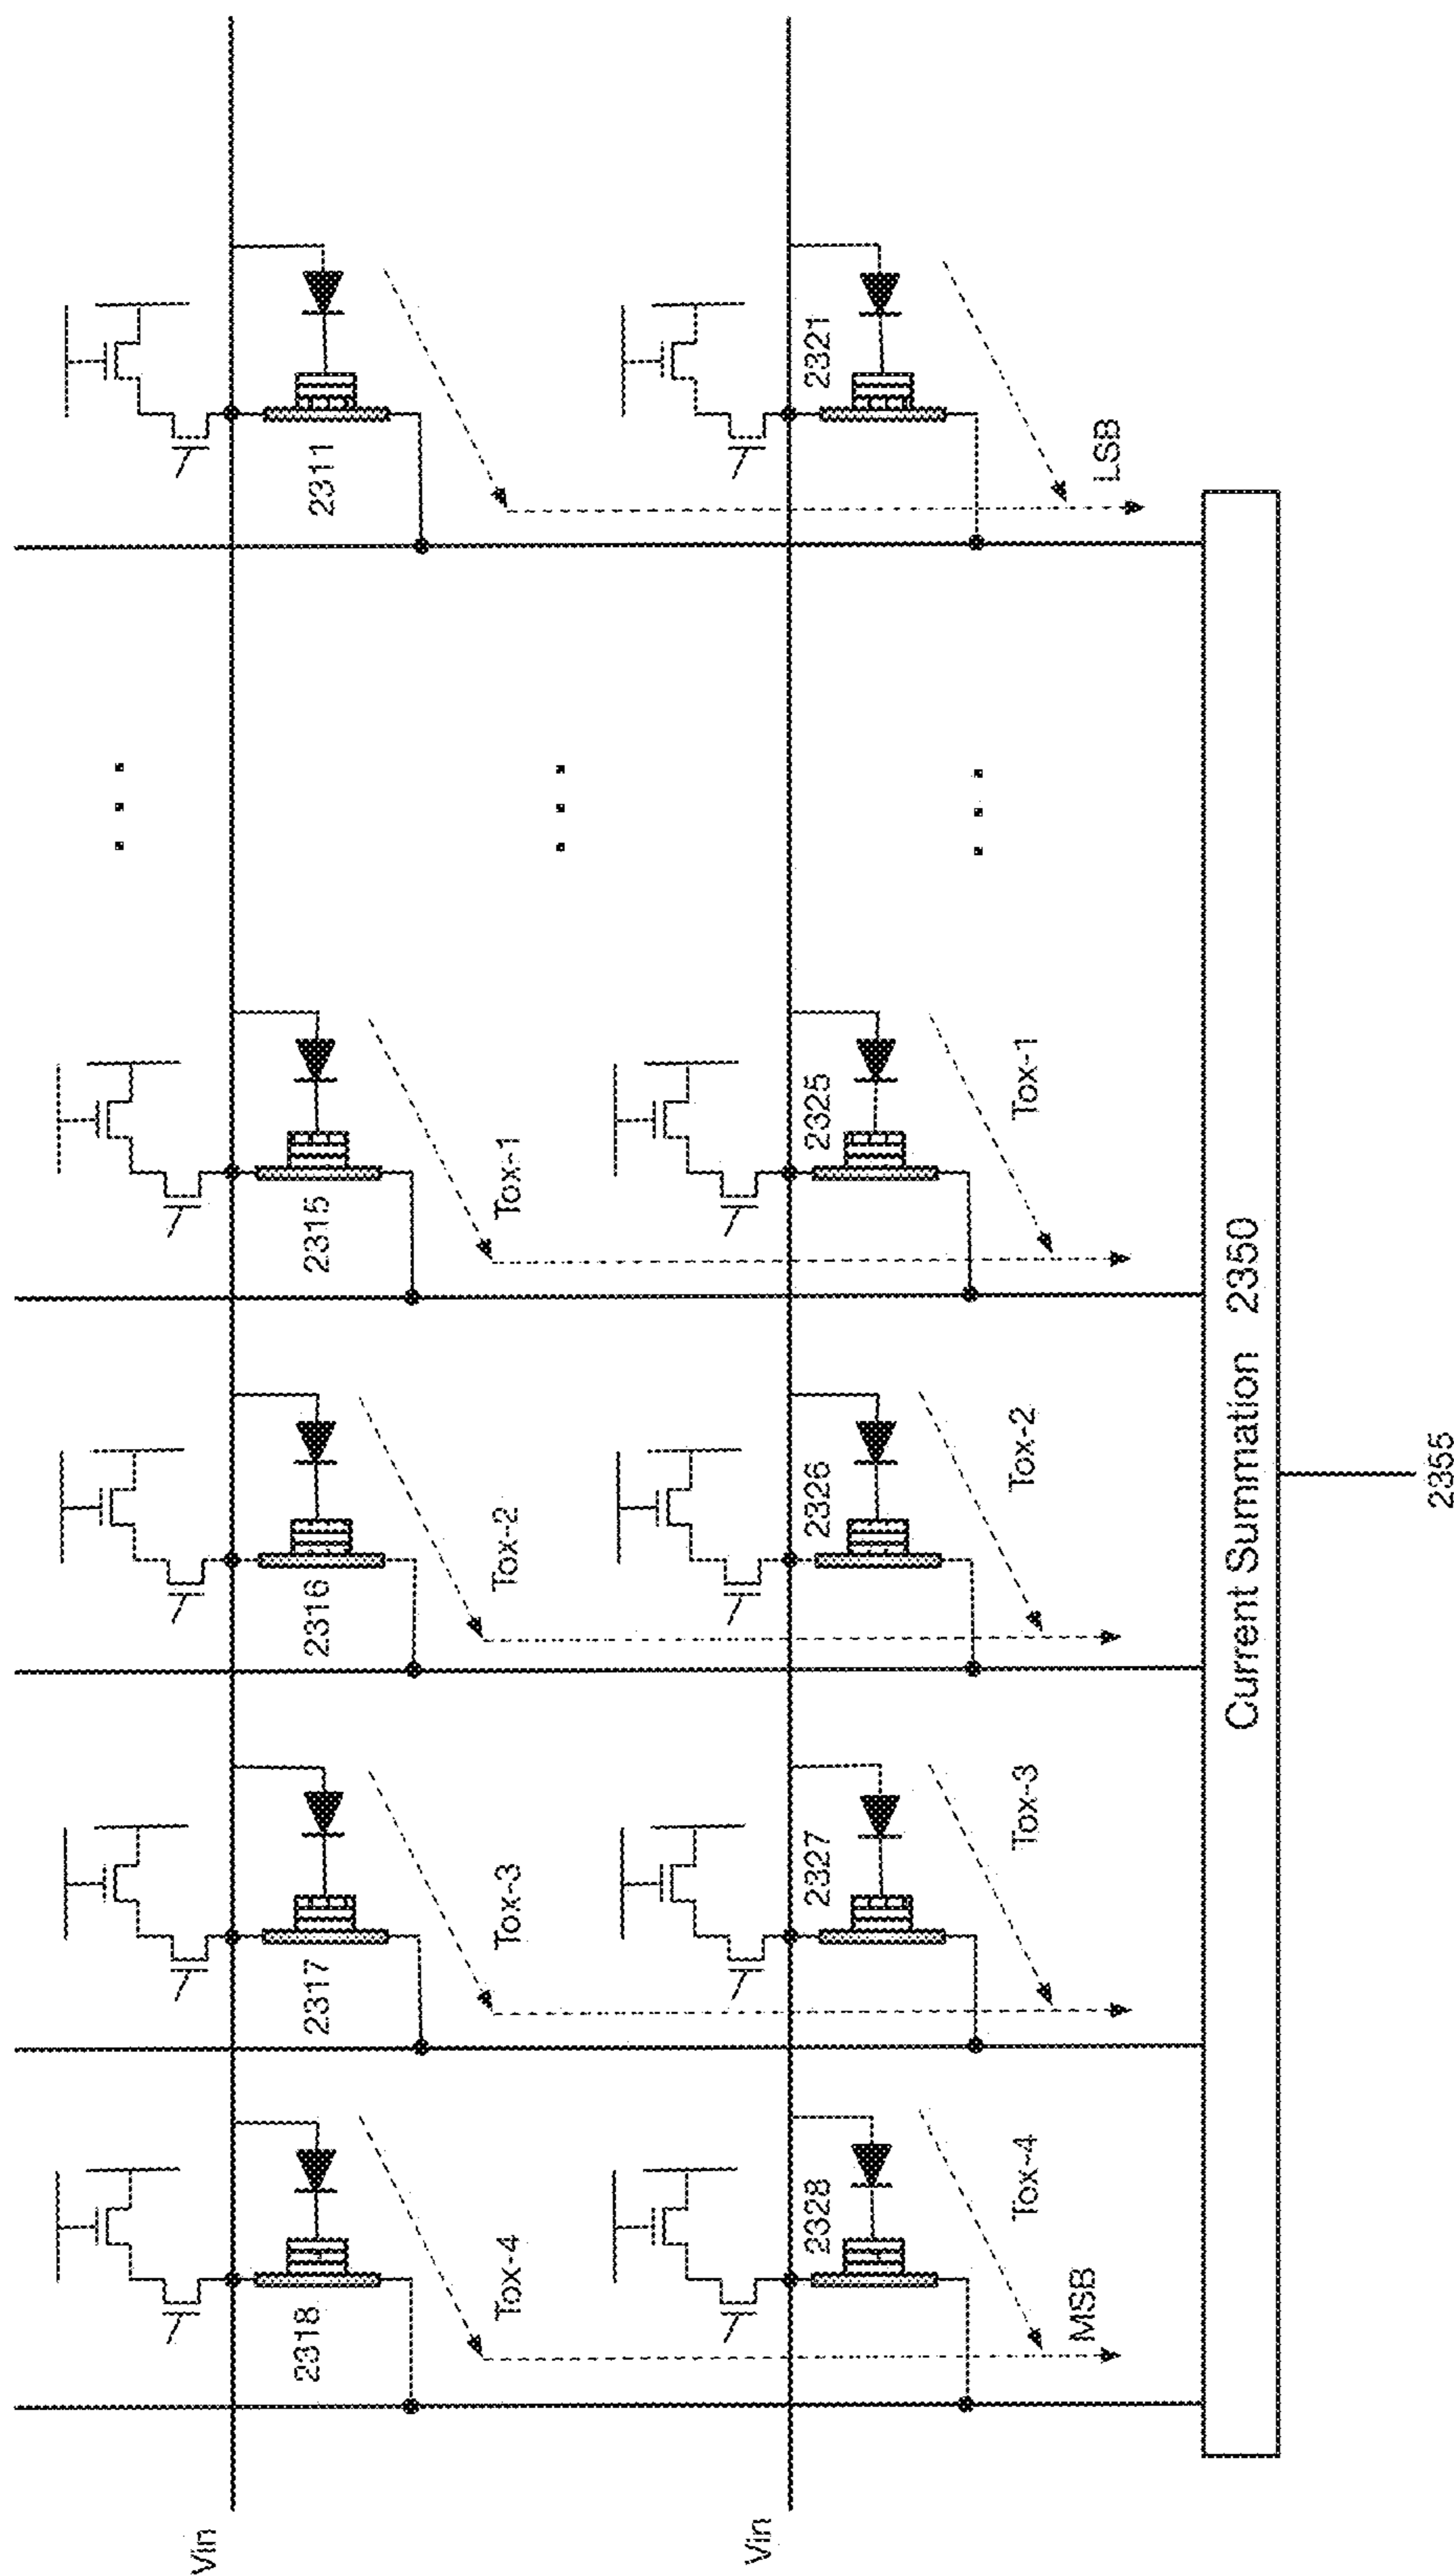 Vin
2318
Tox-4
2317
Tox-3
2316
Tox-2
2315
Tox-1
2311
Vin
2328
Tox-4
MSB
2327
Tox-3
2326
Tox-2
2325
Tox-1
2321
LSB
Current Summation 2350
2355